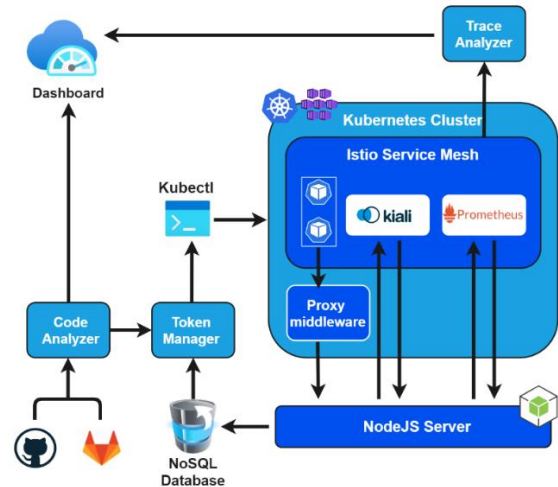 Trace
Analyzer
Dashboard
Kubernetes Cluster
Istio Service Mesh
Kubectl
kiali
Prometheus
Proxy
middleware
Code
Analyzer
Token
Manager
NodeJS Server
NoSQL
Database